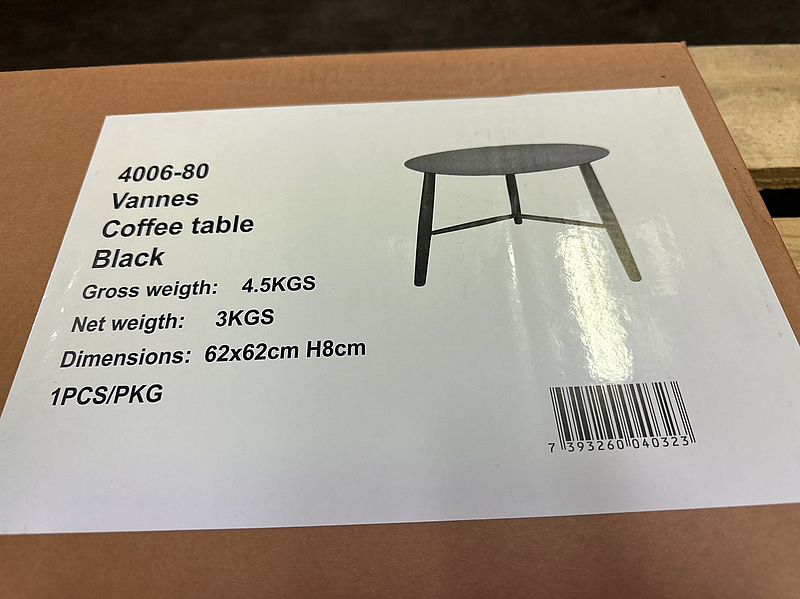 4006-80
Vannes
Coffee table
Black
Gross weigth: 4.5KGS
Net weigth: 3KGS
Dimensions: 62x62cm H8cm
1PCS/PKG
7 393260 040323